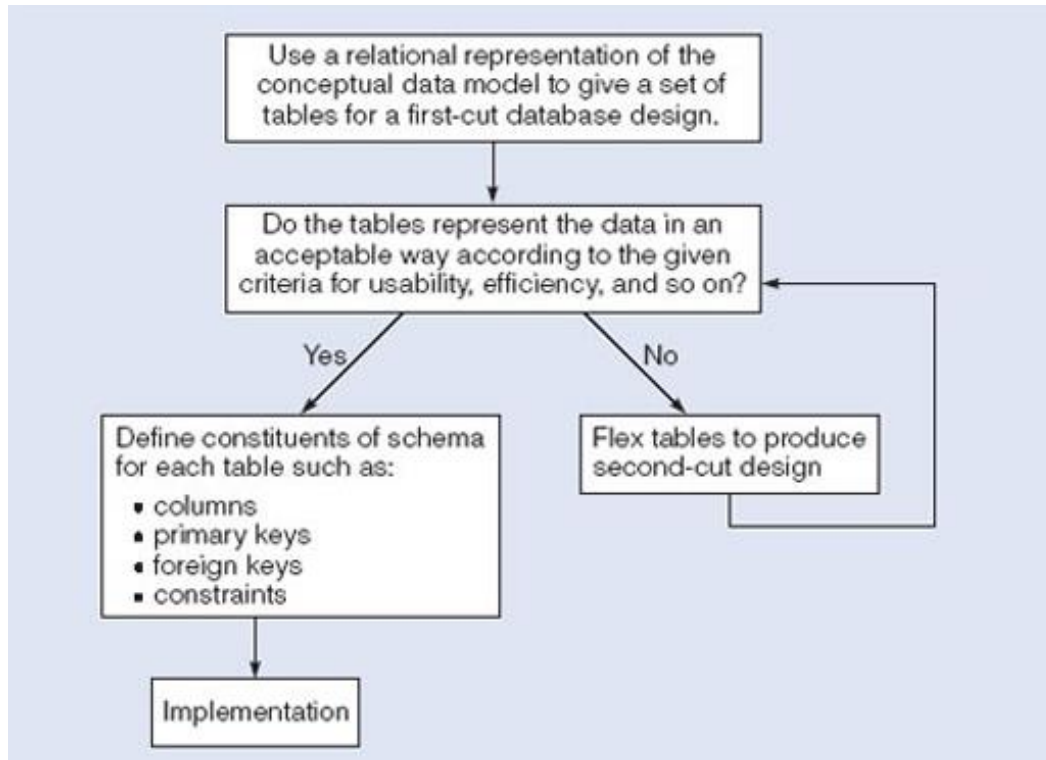 Use a relational representation of the
conceptual data model to give a set of
tables for a first-cut database design.
Do the tables represent the data in an
acceptable way according to the given
criteria for usability, efficiency, and so on?
Yes
No
Define constituents of schema
for each table such as:
▪ columns
▪ primary keys
▪ foreign keys
▪ constraints
Flex tables to produce
second-cut design
Implementation